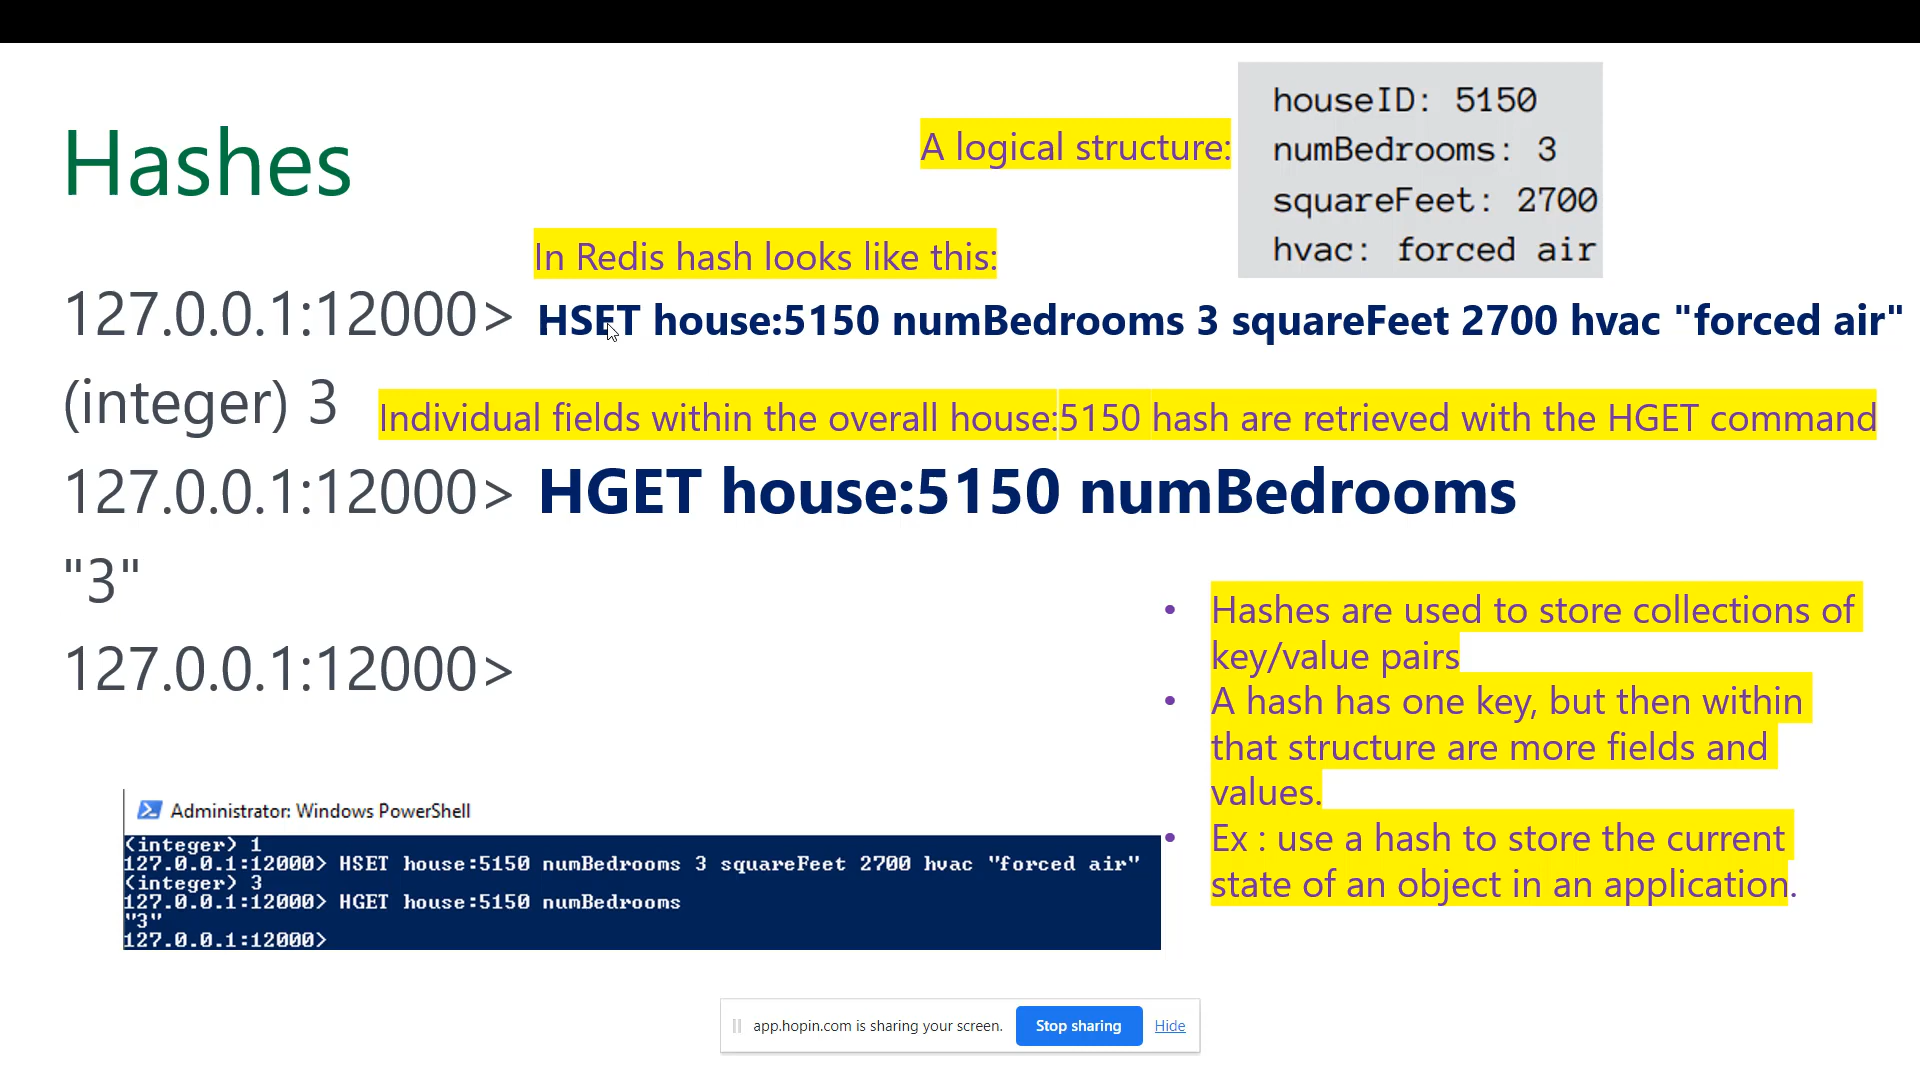 Hashes
A logical structure:
houseID: 5150
numBedrooms: 3
squareFeet: 2700
hvac: forced air
In Redis hash looks like this:
127.0.0.1:12000> HSET house:5150 numBedrooms 3 squareFeet 2700 hvac "forced air"
(integer) 3
Individual fields within the overall house:5150 hash are retrieved with the HGET command
127.0.0.1:12000> HGET house:5150 numBedrooms
"3"
127.0.0.1:12000>
• Hashes are used to store collections of
key/value pairs
• A hash has one key, but then within
that structure are more fields and
values.
• Ex : use a hash to store the current
state of an object in an application.
Administrator: Windows PowerShell
(integer) 1
127.0.0.1:12000> HSET house:5150 numBedrooms 3 squareFeet 2700 hvac "forced air"
(integer) 3
127.0.0.1:12000> HGET house:5150 numBedrooms
"3"
127.0.0.1:12000>
app.hopin.com is sharing your screen. Stop sharing Hide